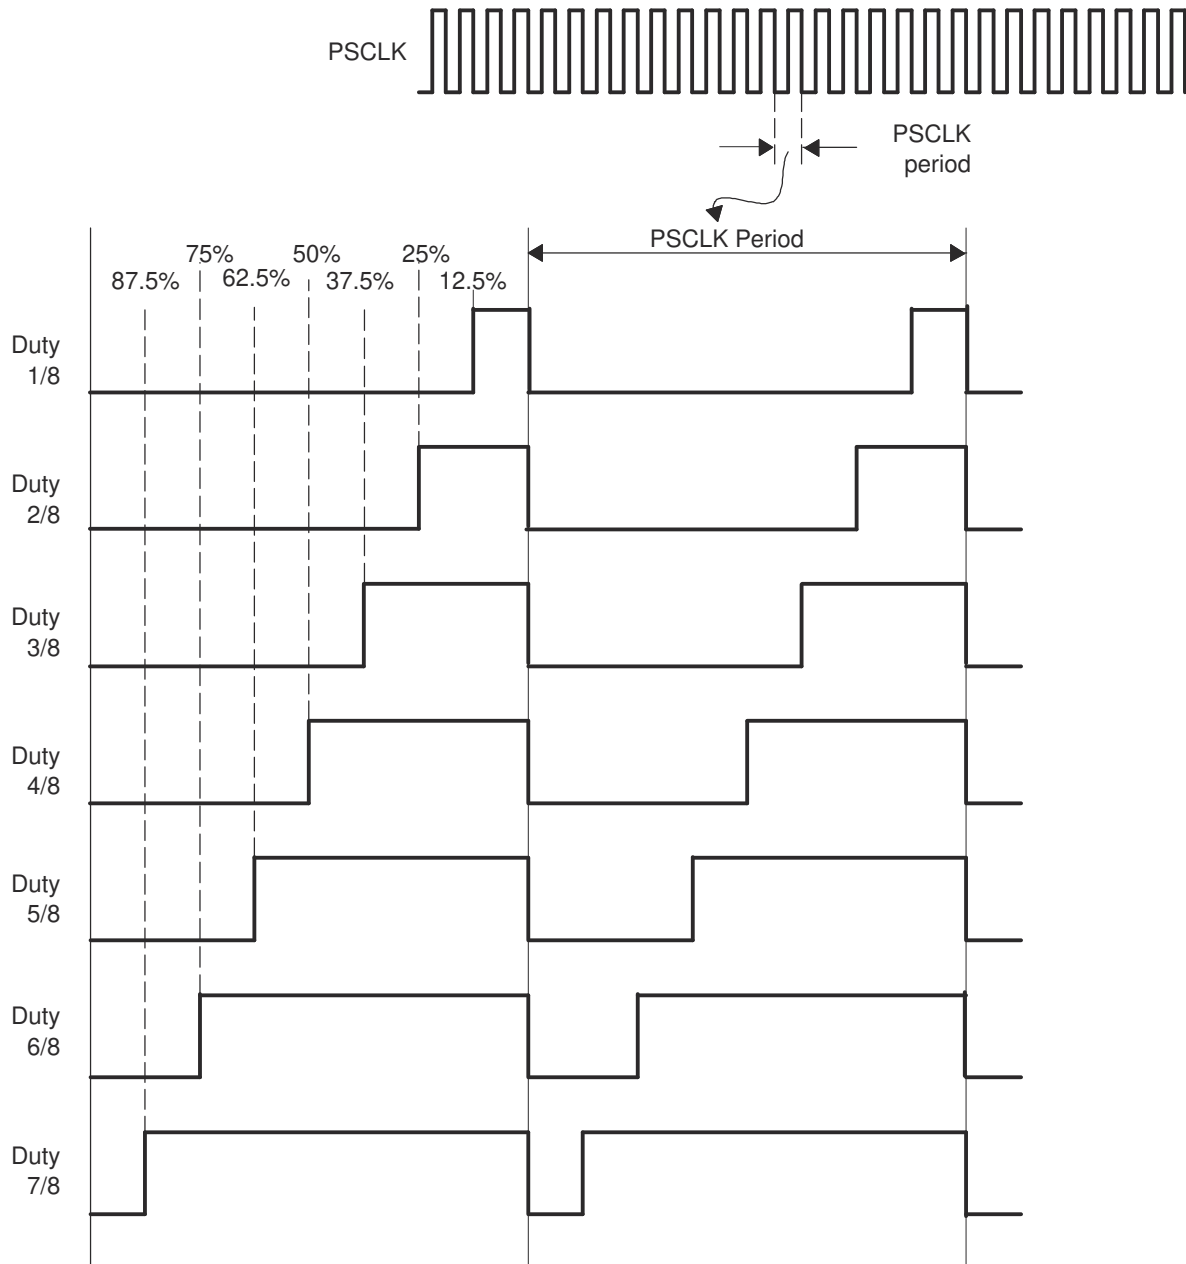 PSCLK
PSCLK
period
PSCLK Period
75%
50%
25%
87.5%
62.5%
37.5%
12.5%
Duty
1/8
Duty
2/8
Duty
3/8
Duty
4/8
Duty
5/8
Duty
6/8
Duty
7/8